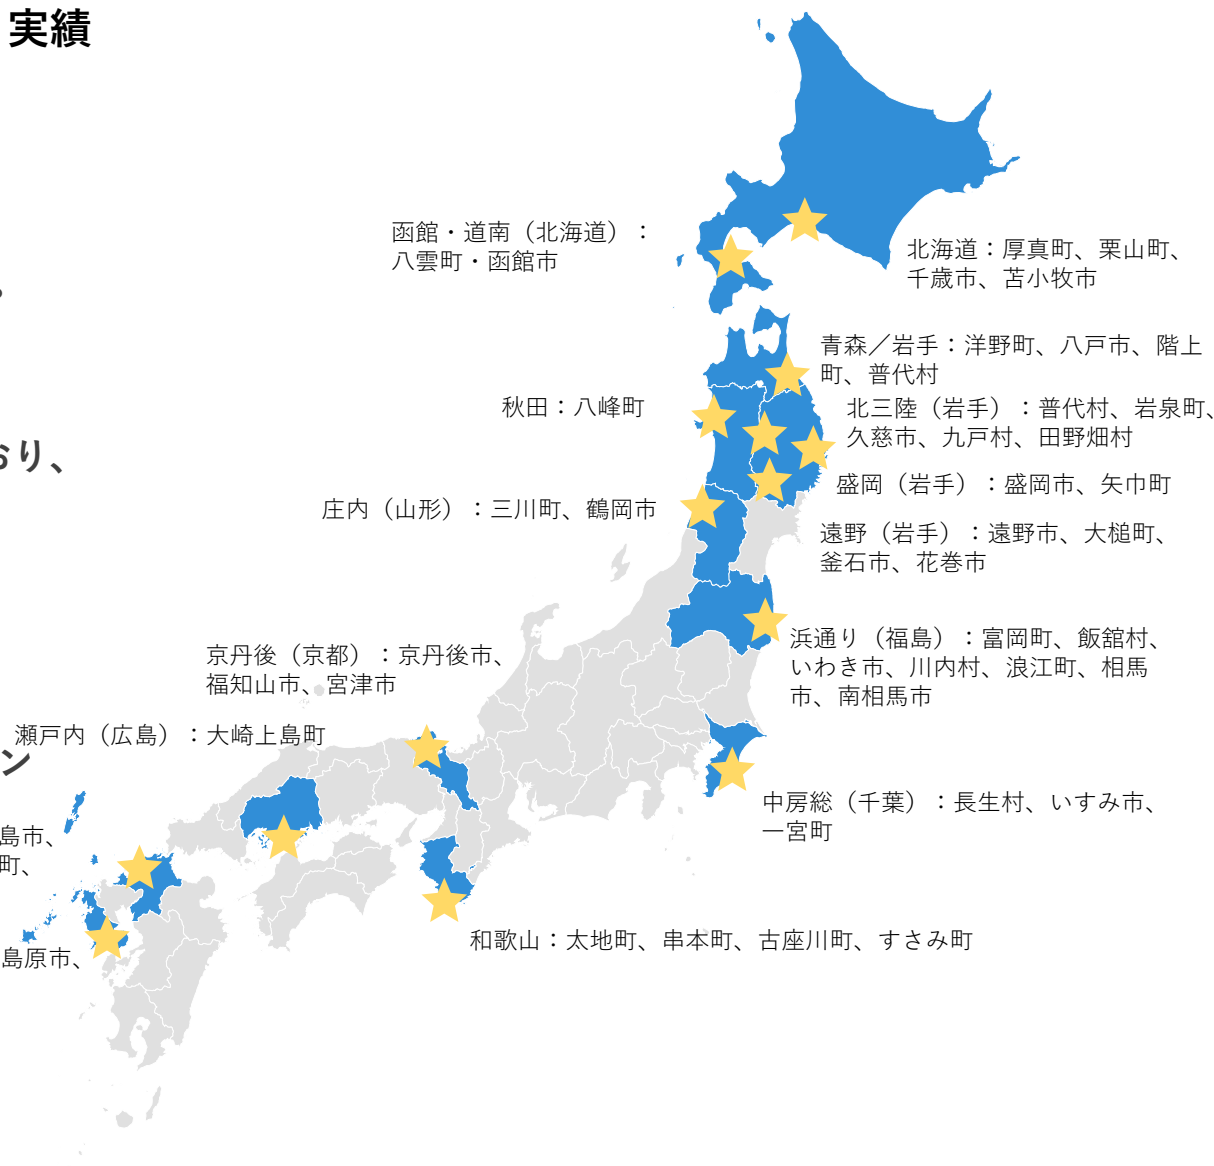 実績
函館・道南（北海道）：
八雲町・函館市
北海道：厚真町、栗山町、
千歳市、苫小牧市
。
青森／岩手：洋野町、八戸市、階上
町、普代村
秋田：八峰町
北三陸（岩手）：普代村、岩泉町、
久慈市、九戸村、田野畑村
おり、
盛岡（岩手）：盛岡市、矢巾町
庄内（山形）：三川町、鶴岡市
遠野（岩手）：遠野市、大槌町、
釜石市、花巻市
浜通り（福島）：富岡町、飯舘村、
いわき市、川内村、浪江町、相馬
市、南相馬市
京丹後（京都）：京丹後市、
福知山市、宮津市
瀬戸内（広島）：大崎上島町
ン
中房総（千葉）：長生村、いすみ市、
一宮町
島市、
町、
和歌山：太地町、串本町、古座川町、すさみ町
島原市、